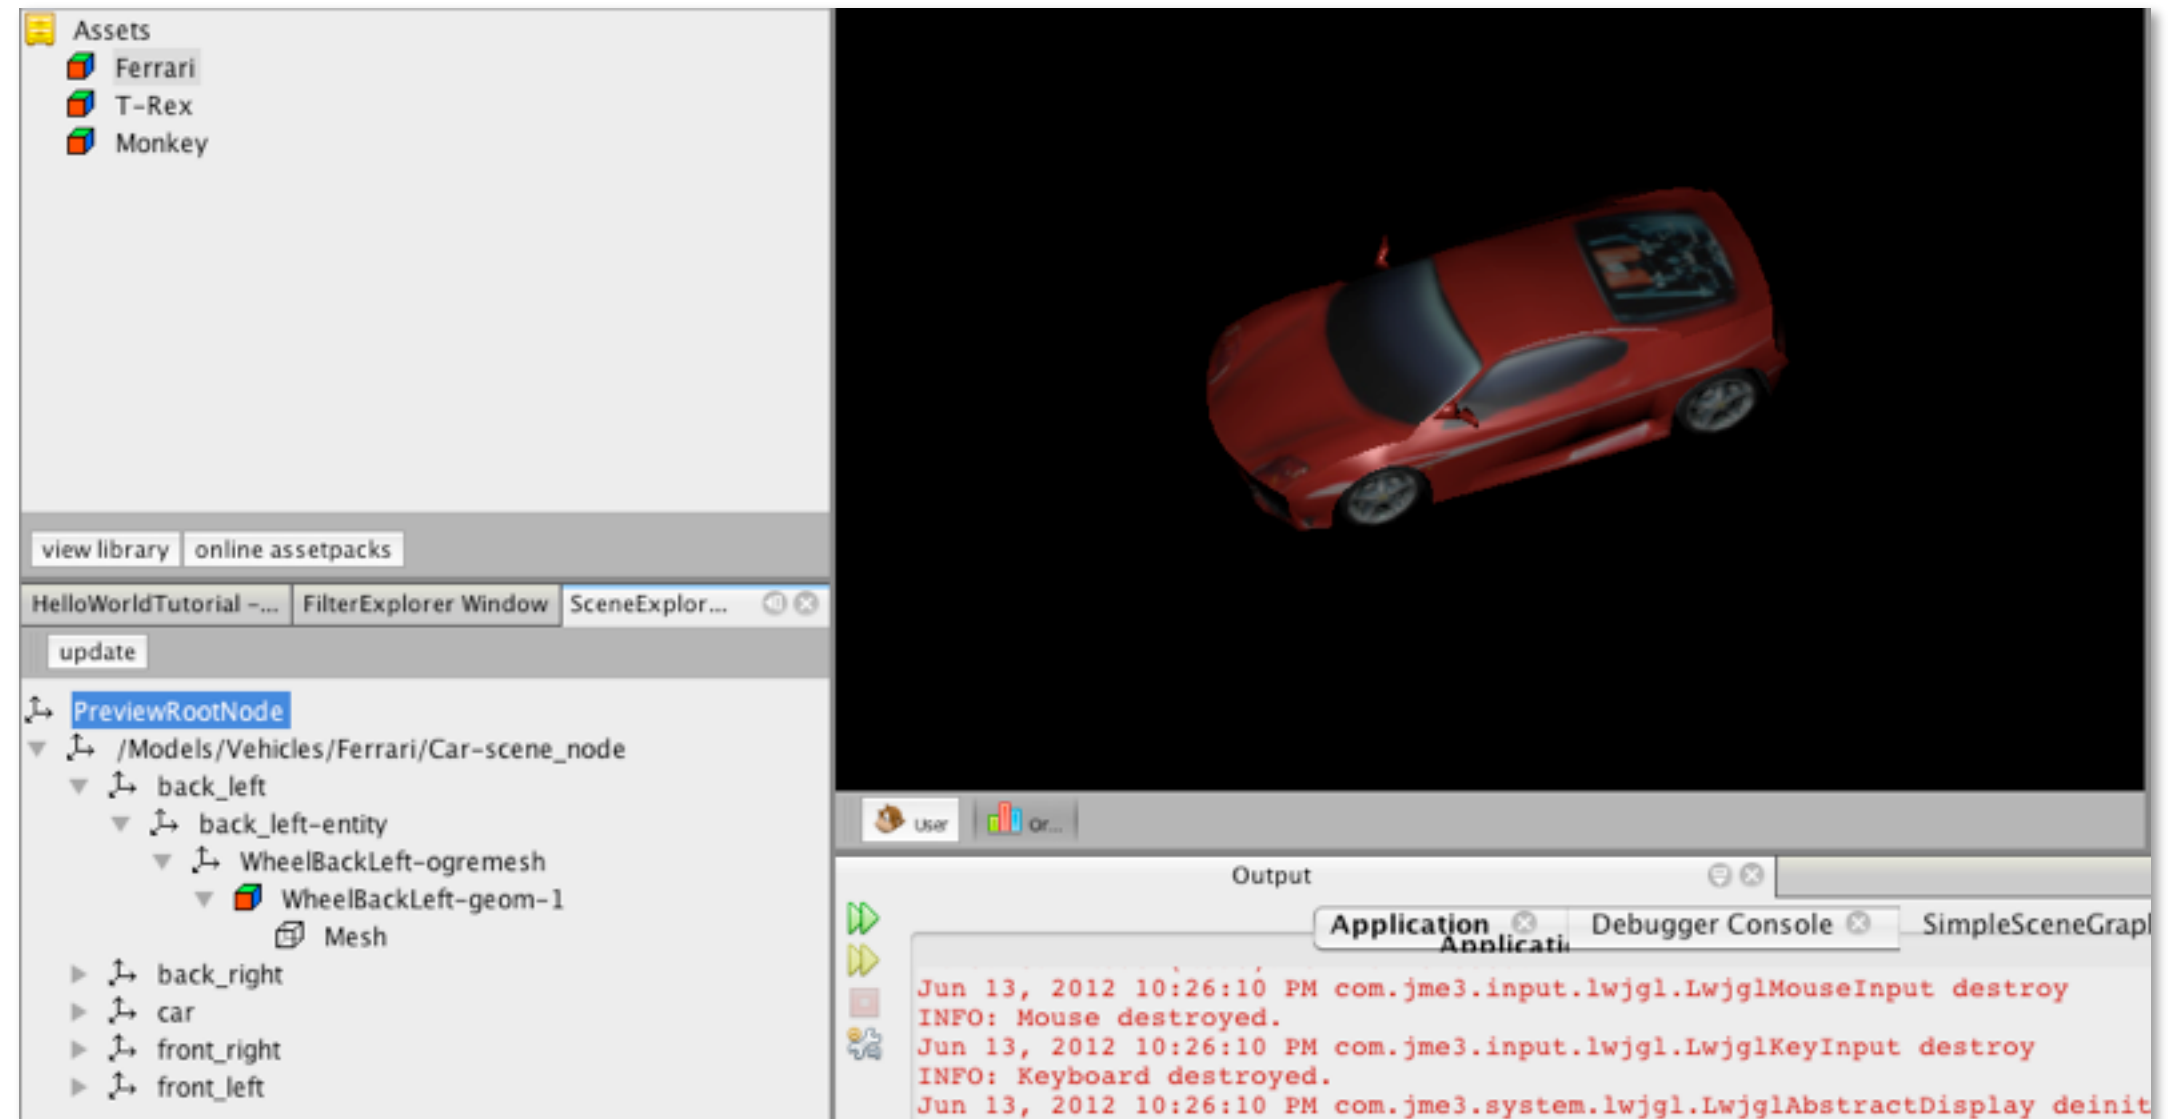 Assets
Ferrari
T-Rex
Monkey
view library
online assetpacks
HelloWorldTutorial -...
FilterExplorer Window
SceneExplor...
update
PreviewRootNode
/Models/Vehicles/Ferrari/Car-scene_node
back_left
back_left-entity
WheelBackLeft-ogremesh
WheelBackLeft-geom-1
Mesh
back_right
car
front_right
front_left
User
Or...
Output
Application
Debugger Console
SimpleSceneGrap
Applicati
Jun 13, 2012 10:26:10 PM com.jme3.input.lwjgl.LwjglMouseInput destroy
INFO: Mouse destroyed.
Jun 13, 2012 10:26:10 PM com.jme3.input.lwjgl.LwjglKeyInput destroy
INFO: Keyboard destroyed.
Jun 13, 2012 10:26:10 PM com.jme3.system.lwjgl.LwjglAbstractDisplay deinit